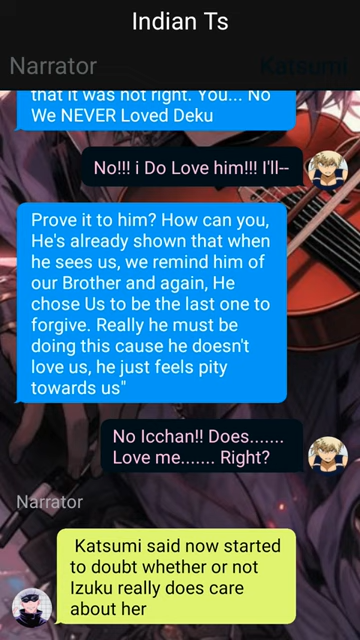 Indian Ts
Narrator
Katsumi
that it was not right. You... No
We NEVER Loved Deku
No!!! i Do Love him!!! I'll--
Prove it to him? How can you,
He's already shown that when
he sees us, we remind him of
our Brother and again, He
chose Us to be the last one to
forgive. Really he must be
doing this cause he doesn't
love us, he just feels pity
towards us"
No Icchan!! Does.......
Love me....... Right?
Narrator
Katsumi said now started
to doubt whether or not
Izuku really does care
about her